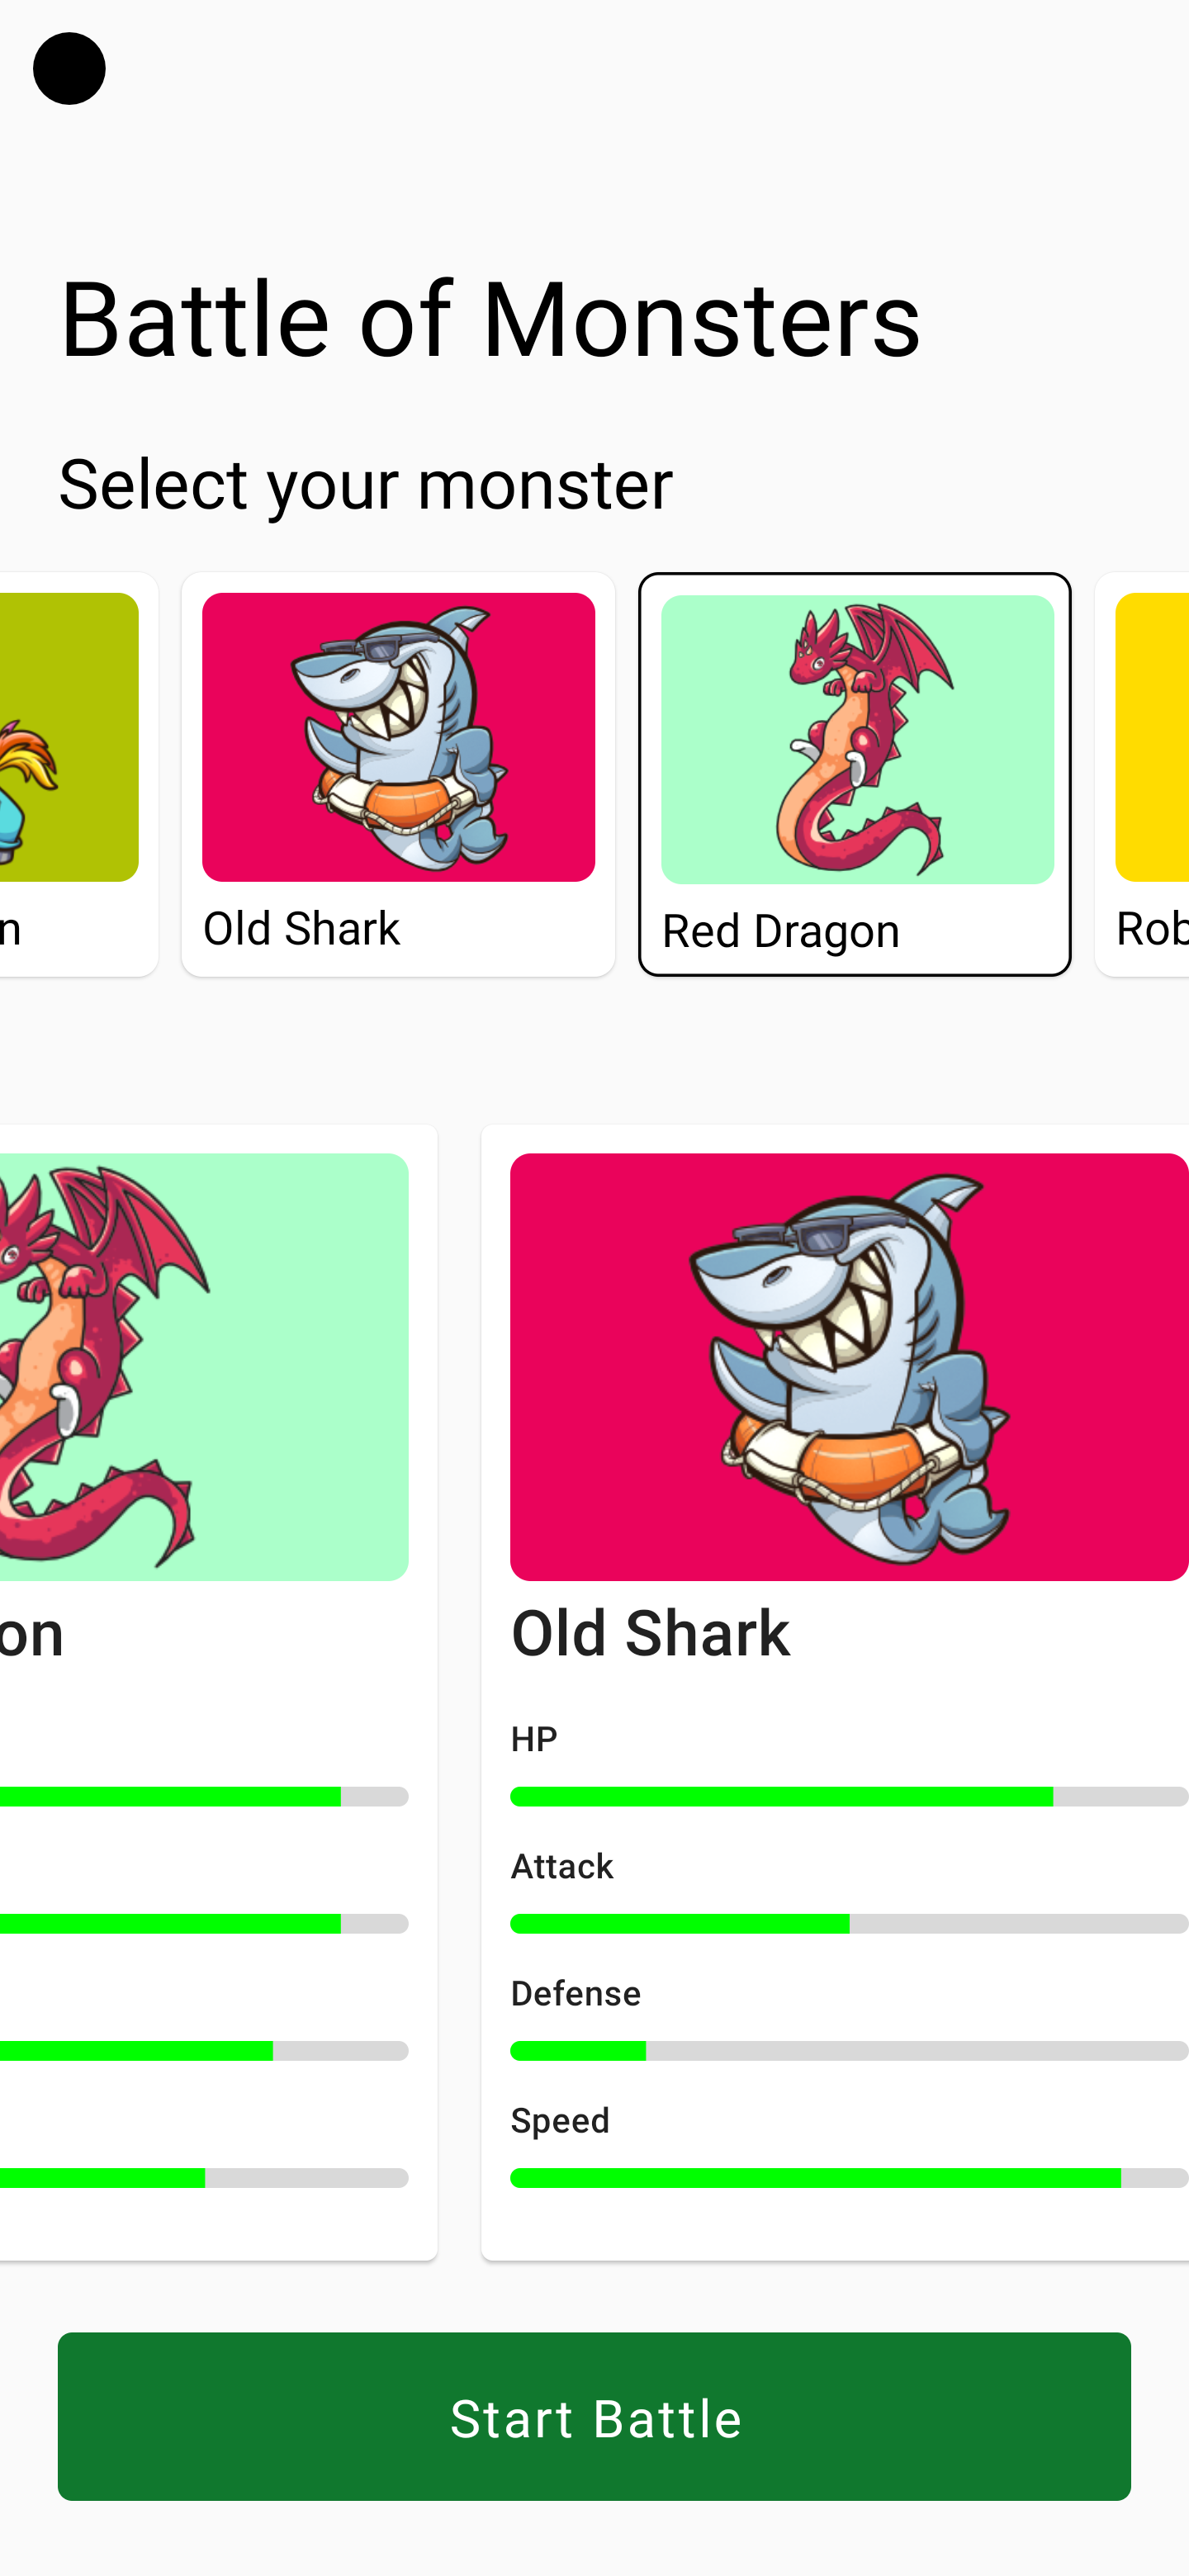 Battle of Monsters
Select your monster
n
Old Shark
Red Dragon
Rob
on
Old Shark
HP
Attack
Defense
Speed
Start Battle